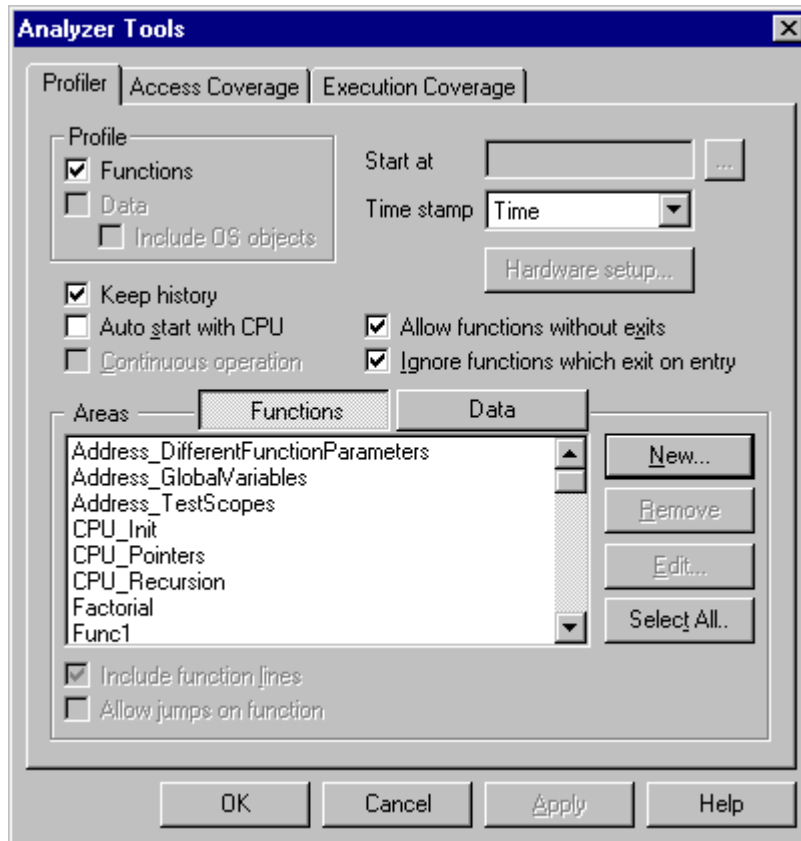 Analyzer Tools
Profiler Access Coverage Execution Coverage
Profile
Functions
Data
Include OS objects
Start at ...
Time stamp Time
Hardware setup...
Keep history
Auto start with CPU
Continuous operation
Allow functions without exits
Ignore functions which exit on entry
Areas Functions Data
Address_DifferentFunctionParameters
Address_GlobalVariables
Address_TestScopes
CPU_Init
CPU_Pointers
CPU_Recursion
Factorial
Func1
New...
Remove
Edit...
Select All..
Include function lines
Allow jumps on function
OK Cancel Apply Help